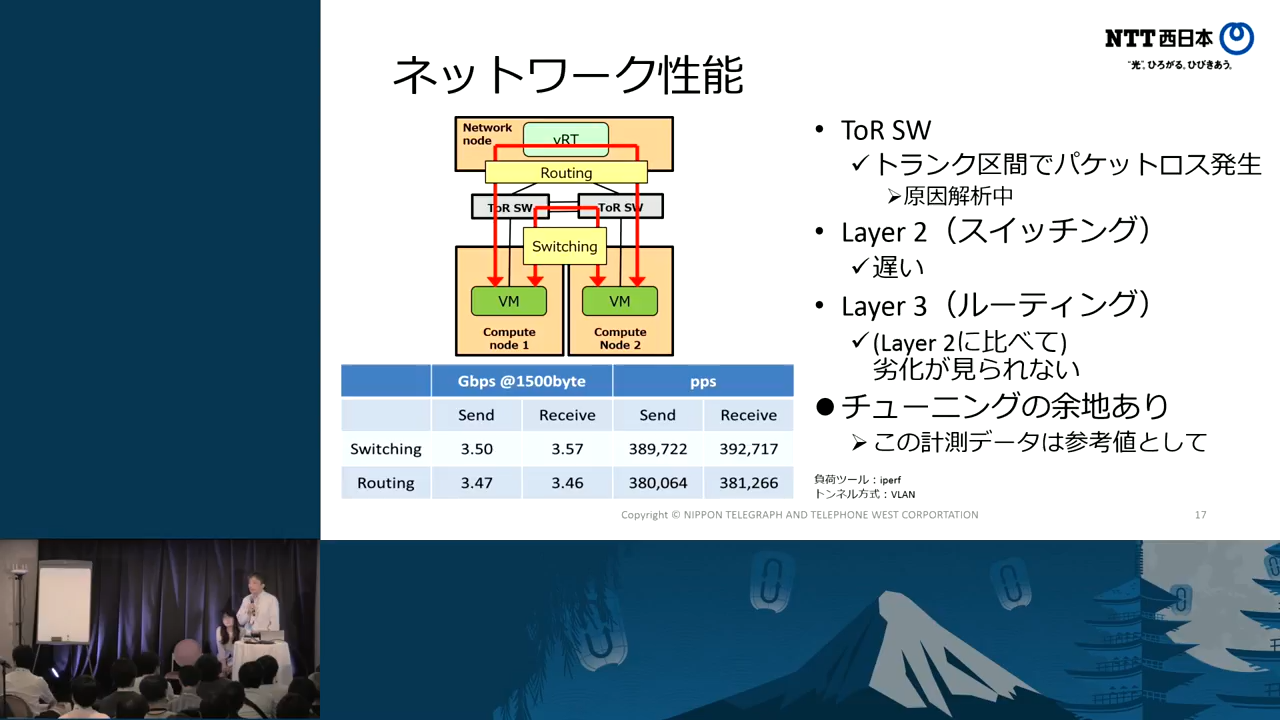 NTT西日本
“光”、ひろがる。ひびきあう。
ネットワーク性能
Network
node
vRT
Routing
ToR SW
ToR SW
Switching
VM
VM
Compute
node 1
Compute
Node 2
Gbps @1500byte pps
Send Receive Send Receive
Switching 3.50 3.57 389,722 392,717
Routing 3.47 3.46 380,064 381,266
• ToR SW
✓トランク区間でパケットロス発生
➢原因解析中
• Layer 2（スイッチング）
✓遅い
• Layer 3（ルーティング）
✓(Layer 2に比べて)
劣化が見られない
●チューニングの余地あり
➢この計測データは参考値として
負荷ツール：iperf
トンネル方式：VLAN
Copyright © NIPPON TELEGRAPH AND TELEPHONE WEST CORPORTATION
17